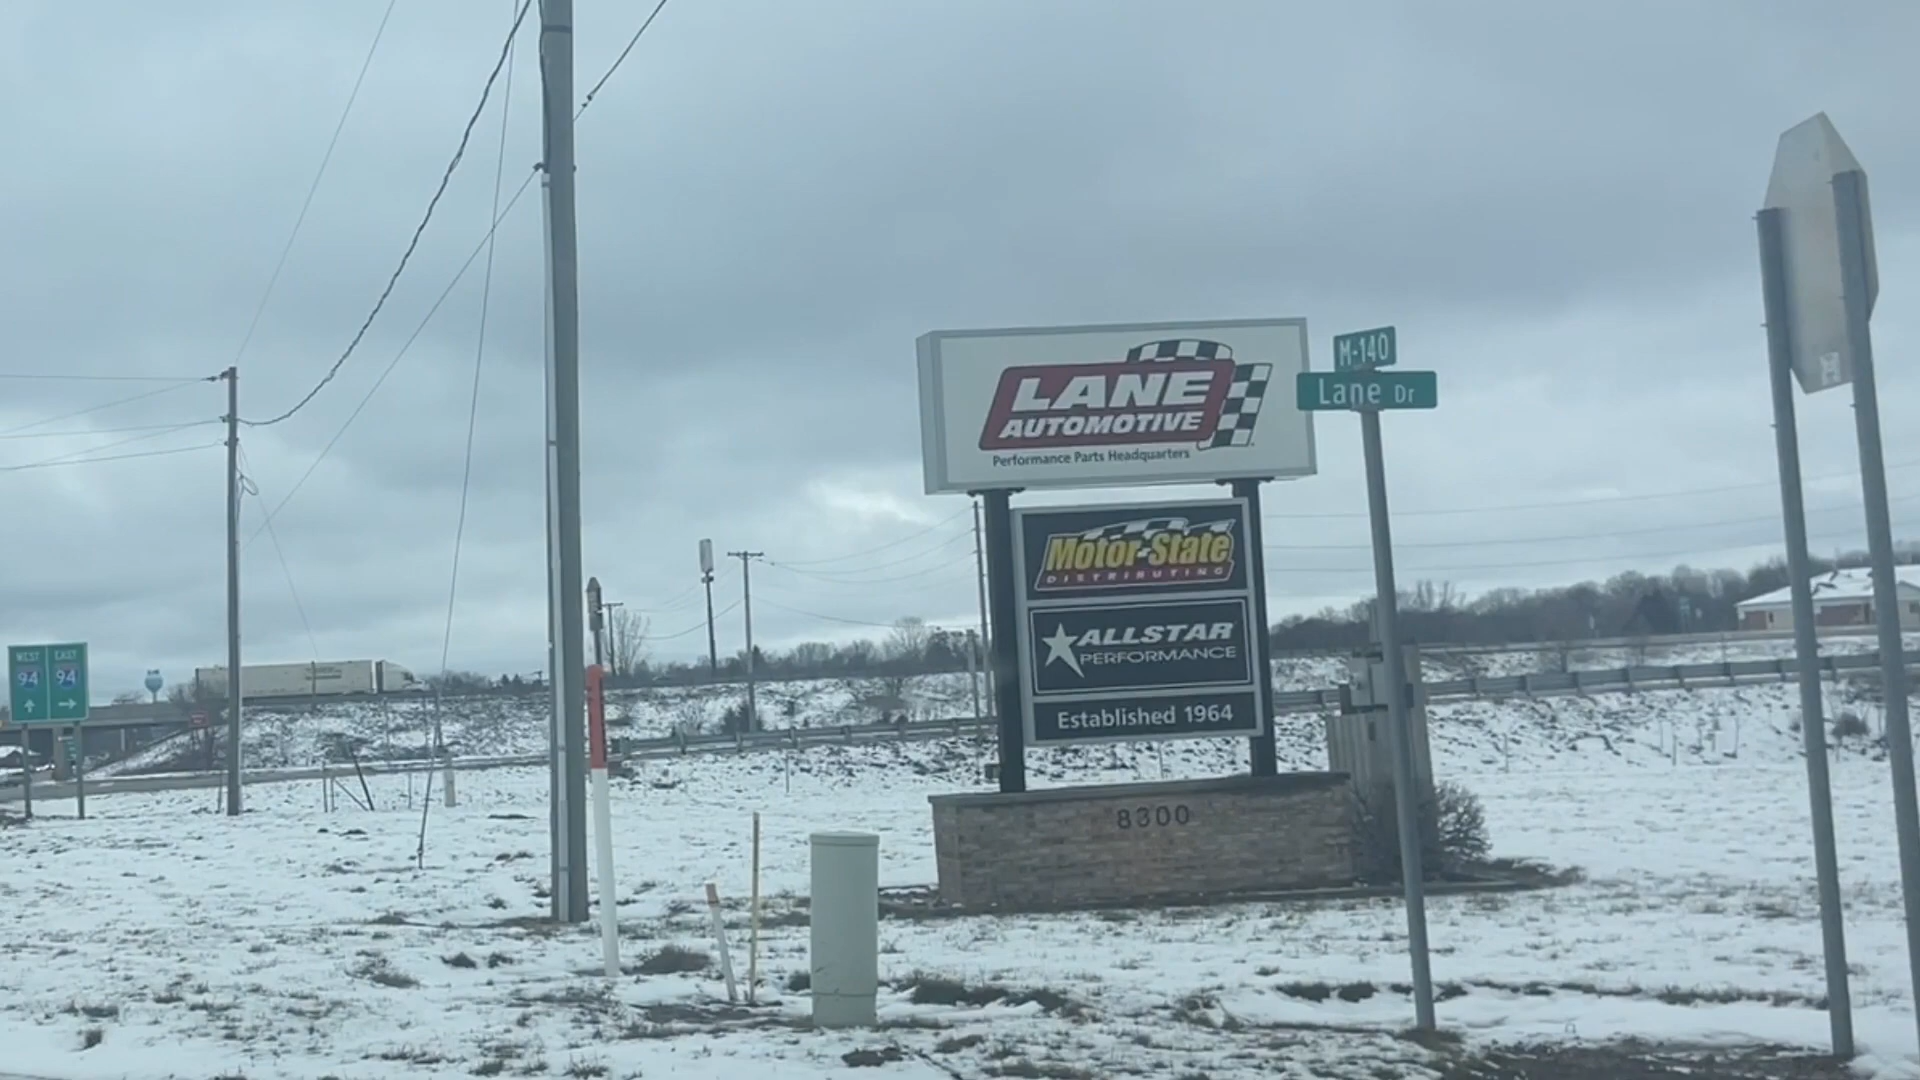 WEST EAST
94 94
LANE
AUTOMOTIVE
Performance Parts Headquarters
M-140
Lane Dr
Motor-State
DISTRIBUTING
ALLSTAR
PERFORMANCE
Established 1964
8300